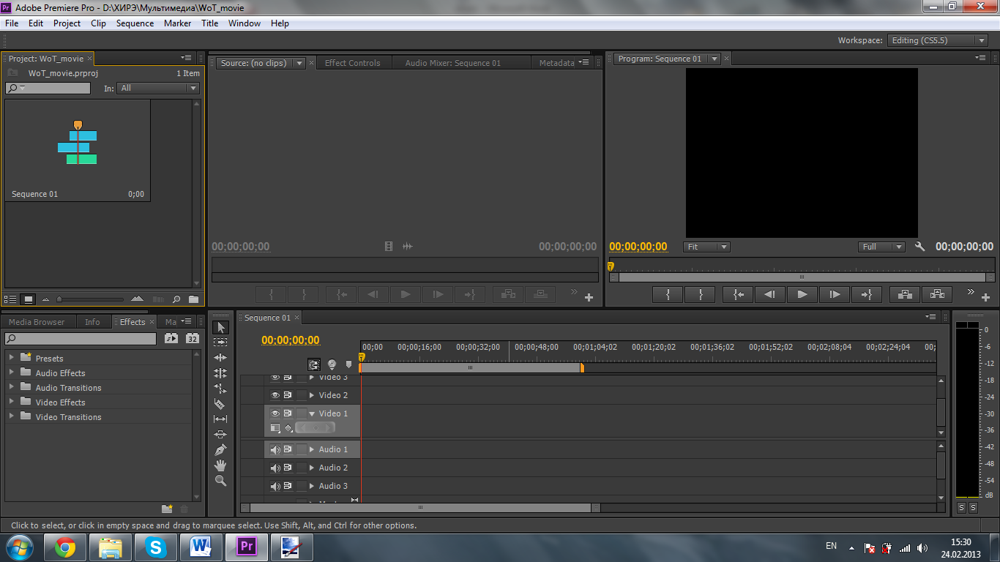 Adobe Premiere Pro - D:\ХИРЭ\Мультимедиа\WoT_movie
File Edit Project Clip Sequence Marker Title Window Help
Workspace: Editing (CS5.5)
Project: WoT_movie
WoT_movie.prproj 1 Item
In: All
Sequence 01 0;00
Source: (no clips) Effect Controls Audio Mixer: Sequence 01 Metadata
00;00;00;00 00;00;00;00
Program: Sequence 01
00;00;00;00 Fit Full 00;00;00;00
Media Browser Info Effects Ma
32
Presets
Audio Effects
Audio Transitions
Video Effects
Video Transitions
Sequence 01
00;00;00;00
00;00 00;00;16;00 00;00;32;00 00;00;48;00 00;01;04;02 00;01;20;02 00;01;36;02 00;01;52;02 00;02;08;04 00;02;24;04 00;
Video 3
Video 2
Video 1
Audio 1
Audio 2
Audio 3
0
-6
-12
-18
-24
-30
-36
-42
-48
-54
dB
S S
Click to select, or click in empty space and drag to marquee select. Use Shift, Alt, and Ctrl for other options.
EN 15:30
24.02.2013